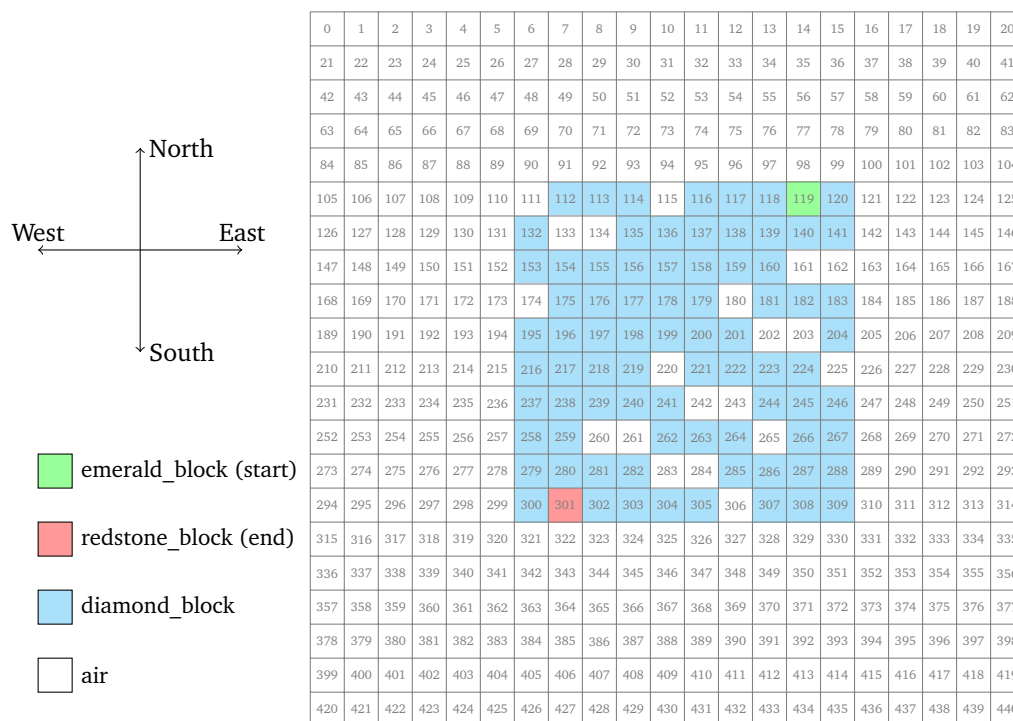 North
West East
South
emerald_block (start)
redstone_block (end)
diamond_block
air
0 1 2 3 4 5 6 7 8 9 10 11 12 13 14 15 16 17 18 19 20
21 22 23 24 25 26 27 28 29 30 31 32 33 34 35 36 37 38 39 40 41
42 43 44 45 46 47 48 49 50 51 52 53 54 55 56 57 58 59 60 61 62
63 64 65 66 67 68 69 70 71 72 73 74 75 76 77 78 79 80 81 82 83
84 85 86 87 88 89 90 91 92 93 94 95 96 97 98 99 100 101 102 103 104
105 106 107 108 109 110 111 112 113 114 115 116 117 118 119 120 121 122 123 124 125
126 127 128 129 130 131 132 133 134 135 136 137 138 139 140 141 142 143 144 145 146
147 148 149 150 151 152 153 154 155 156 157 158 159 160 161 162 163 164 165 166 167
168 169 170 171 172 173 174 175 176 177 178 179 180 181 182 183 184 185 186 187 188
189 190 191 192 193 194 195 196 197 198 199 200 201 202 203 204 205 206 207 208 209
210 211 212 213 214 215 216 217 218 219 220 221 222 223 224 225 226 227 228 229 230
231 232 233 234 235 236 237 238 239 240 241 242 243 244 245 246 247 248 249 250 251
252 253 254 255 256 257 258 259 260 261 262 263 264 265 266 267 268 269 270 271 272
273 274 275 276 277 278 279 280 281 282 283 284 285 286 287 288 289 290 291 292 293
294 295 296 297 298 299 300 301 302 303 304 305 306 307 308 309 310 311 312 313 314
315 316 317 318 319 320 321 322 323 324 325 326 327 328 329 330 331 332 333 334 335
336 337 338 339 340 341 342 343 344 345 346 347 348 349 350 351 352 353 354 355 356
357 358 359 360 361 362 363 364 365 366 367 368 369 370 371 372 373 374 375 376 377
378 379 380 381 382 383 384 385 386 387 388 389 390 391 392 393 394 395 396 397 398
399 400 401 402 403 404 405 406 407 408 409 410 411 412 413 414 415 416 417 418 419
420 421 422 423 424 425 426 427 428 429 430 431 432 433 434 435 436 437 438 439 440